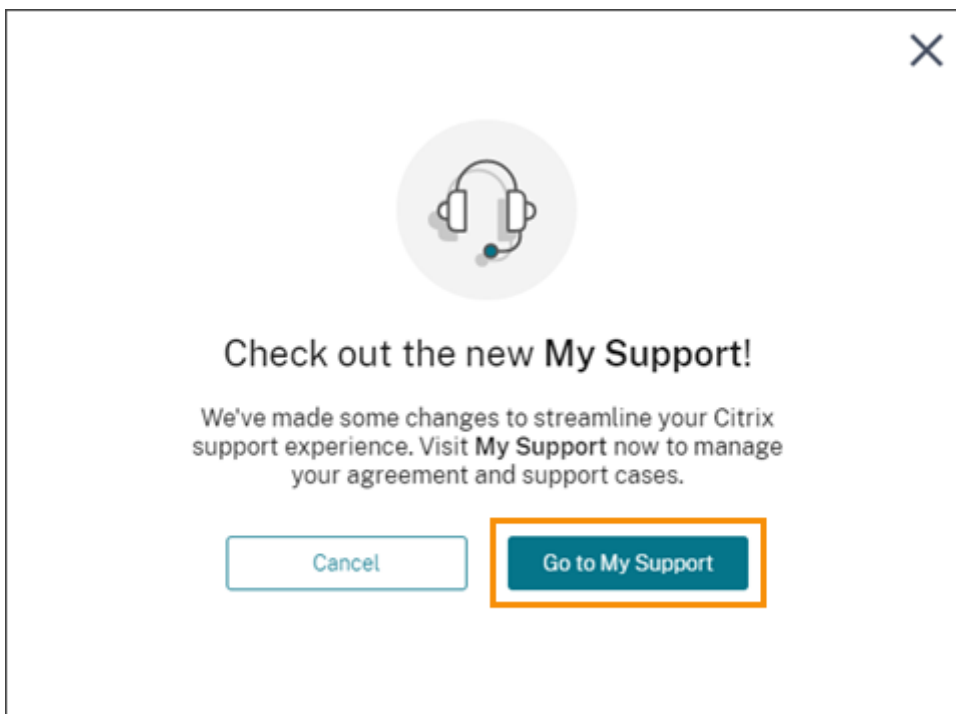 Check out the new My Support!
We've made some changes to streamline your Citrix
support experience. Visit My Support now to manage
your agreement and support cases.
Cancel
Go to My Support